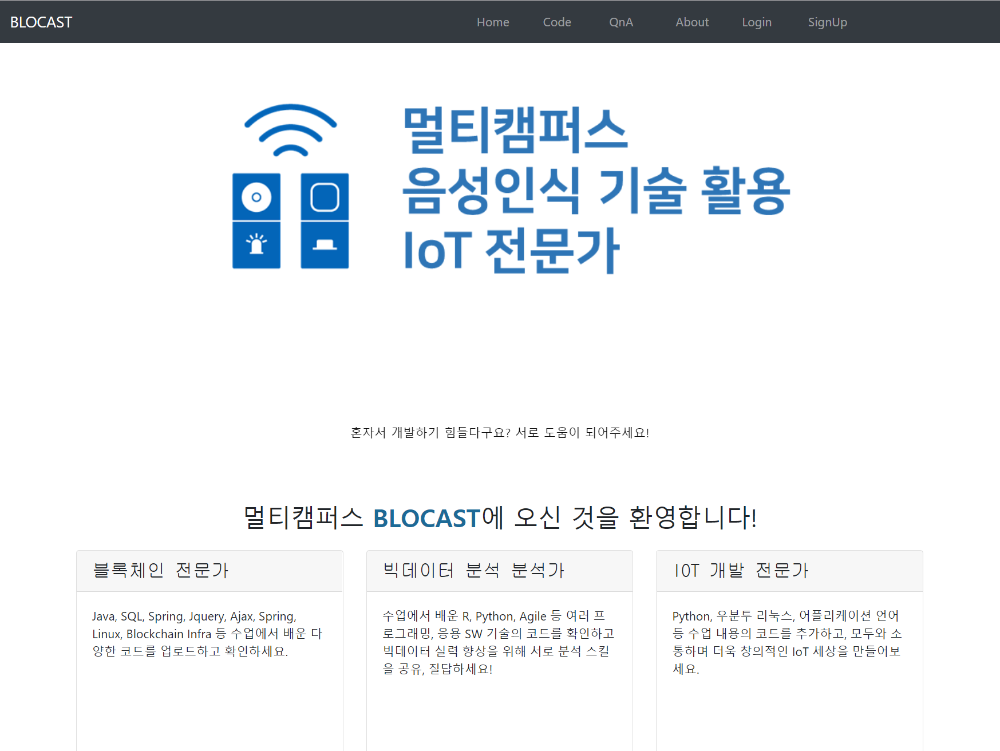 BLOCAST
Home Code QnA About Login SignUp
멀티캠퍼스
음성인식 기술 활용
IoT 전문가
혼자서 개발하기 힘들다구요? 서로 도움이 되어주세요!
멀티캠퍼스 BLOCAST에 오신 것을 환영합니다!
블록체인 전문가
Java, SQL, Spring, Jquery, Ajax, Spring,
Linux, Blockchain Infra 등 수업에서 배운 다
양한 코드를 업로드하고 확인하세요.
빅데이터 분석 분석가
수업에서 배운 R, Python, Agile 등 여러 프
로그래밍, 응용 SW 기술의 코드를 확인하고
빅데이터 실력 향상을 위해 서로 분석 스킬
을 공유, 질답하세요!
IOT 개발 전문가
Python, 우분투 리눅스, 어플리케이션 언어
등 수업 내용의 코드를 추가하고, 모두와 소
통하며 더욱 창의적인 IoT 세상을 만들어보
세요.